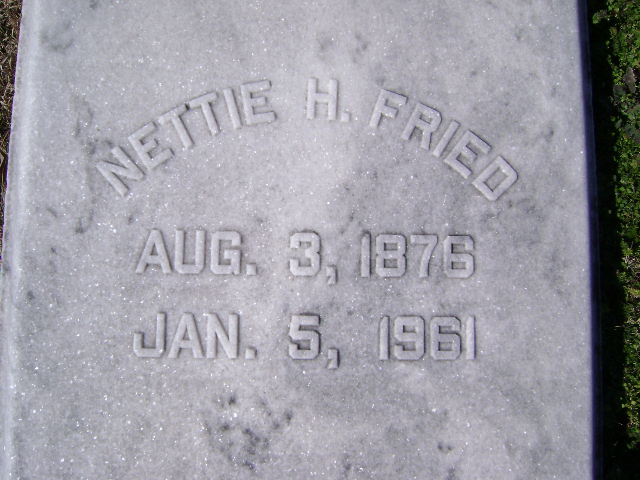 NETTIE H. FRIED
AUG. 3, 1876
JAN. 5, 1961